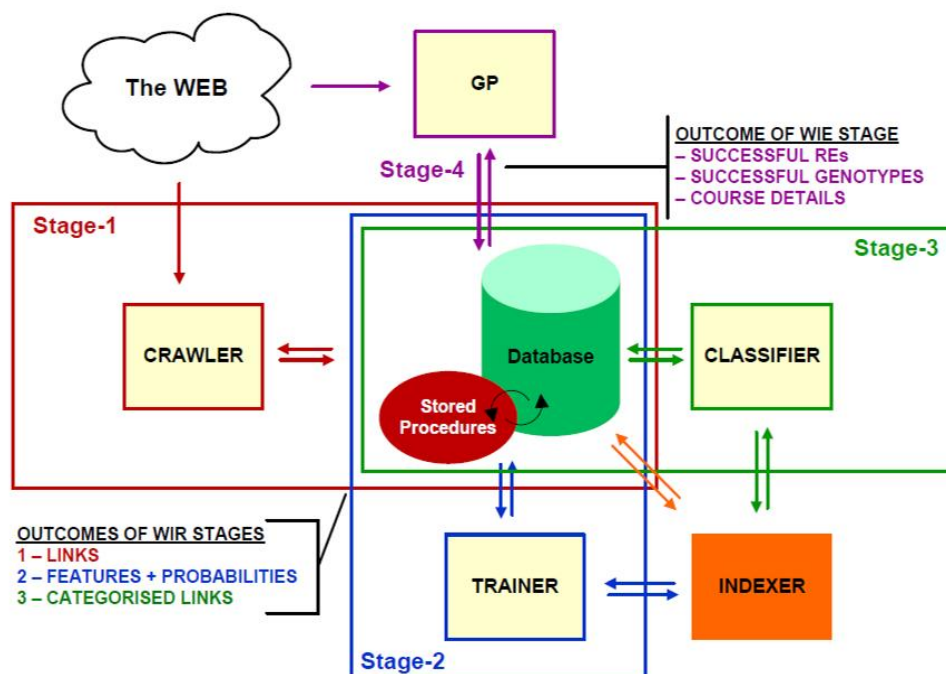 The WEB
GP
OUTCOME OF WIE STAGE
– SUCCESSFUL REs
– SUCCESSFUL GENOTYPES
– COURSE DETAILS
Stage-4
Stage-1
Stage-3
CRAWLER
Database
CLASSIFIER
Stored
Procedures
OUTCOMES OF WIR STAGES
1 – LINKS
2 – FEATURES + PROBABILITIES
3 – CATEGORISED LINKS
TRAINER
INDEXER
Stage-2